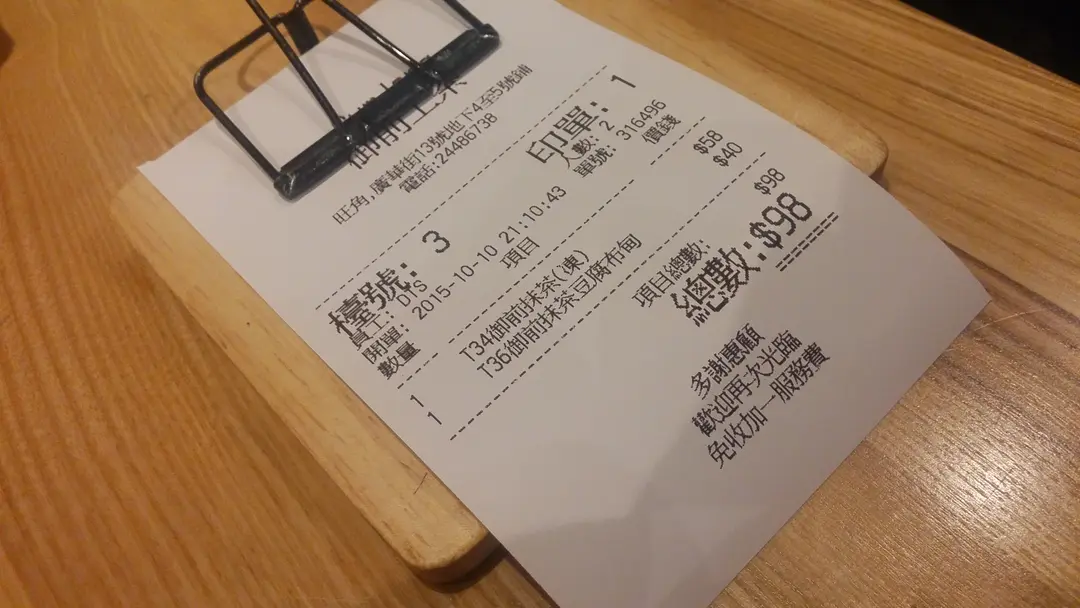 御前上茶
旺角,廣華街13號地下4至5號鋪
電話:24486738
檯號: 3 印單: 1
員工: DTS 人數: 2
開單: 2015-10-10 21:10:43 單號: 316496
數量 項目 價錢
1 T34御前抹茶(凍) $58
1 T36御前抹茶豆腐布甸 $40
項目總數: $98
總數: $98
多謝惠顧
歡迎再次光臨
免收加一服務費